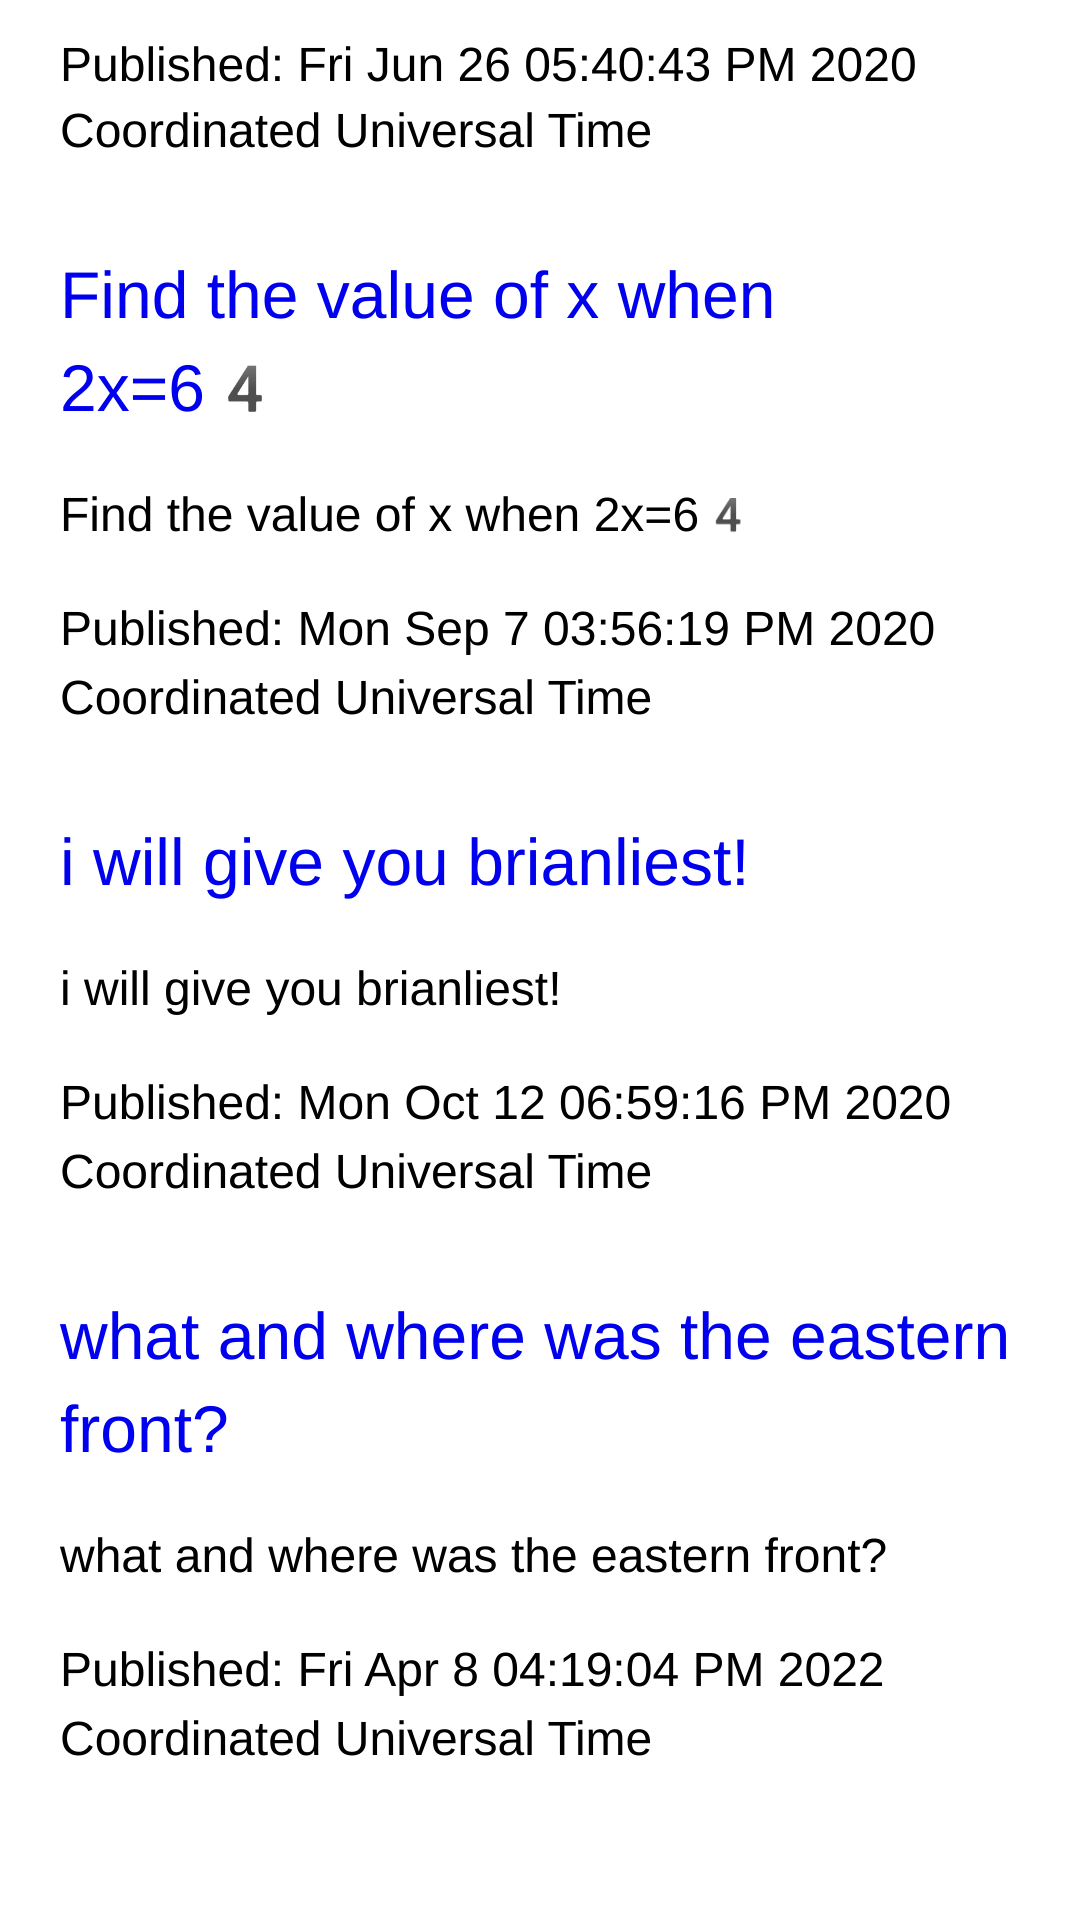 Published: Fri Jun 26 05:40:43 PM 2020
Coordinated Universal Time
Find the value of x when
2x=6 4
Find the value of x when 2x=6 4
Published: Mon Sep 7 03:56:19 PM 2020
Coordinated Universal Time
i will give you brianliest!
i will give you brianliest!
Published: Mon Oct 12 06:59:16 PM 2020
Coordinated Universal Time
what and where was the eastern
front?
what and where was the eastern front?
Published: Fri Apr 8 04:19:04 PM 2022
Coordinated Universal Time